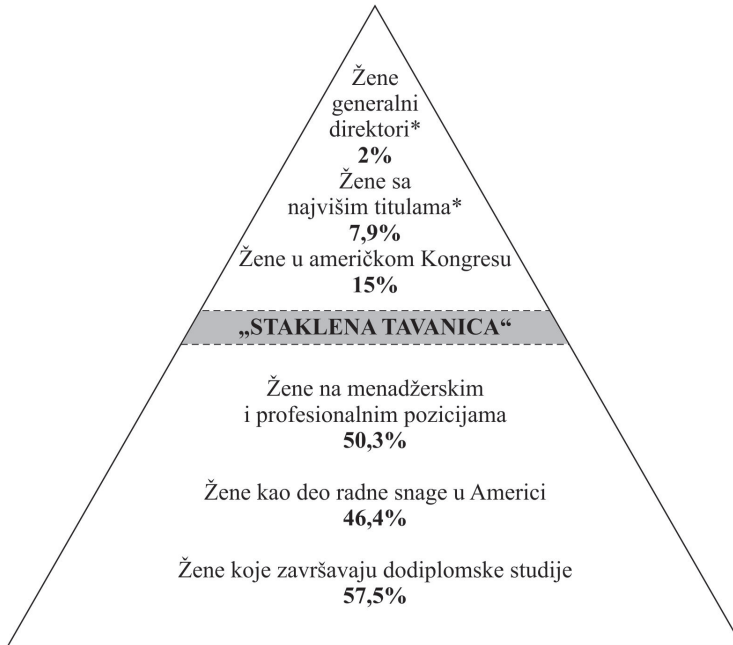 Žene
generalni
direktori*
2%
Žene sa
najvišim titulama*
7,9%
Žene u američkom Kongresu
15%
„STAKLENA TAVANICA“
Žene na menadžerskim
i profesionalnim pozicijama
50,3%
Žene kao deo radne snage u Americi
46,4%
Žene koje završavaju dodiplomske studije
57,5%